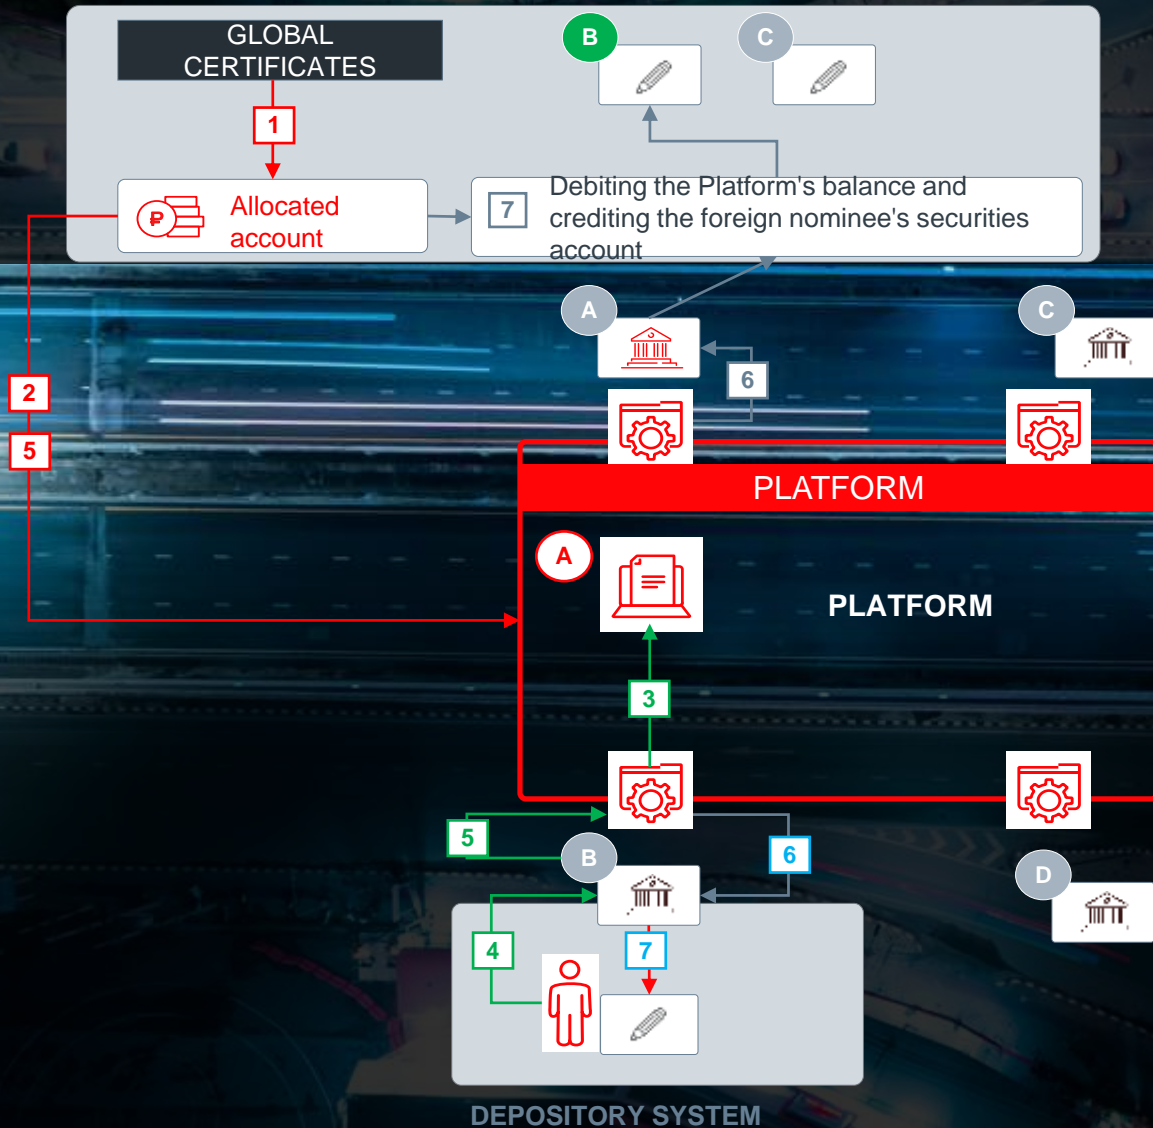 GLOBAL
CERTIFICATES
B
C
1
₽
Allocated
account
7
Debiting the Platform's balance and
crediting the foreign nominee's securities
account
A
C
6
2
5
PLATFORM
A
PLATFORM
3
5
B
6
D
4
7
DEPOSITORY SYSTEM